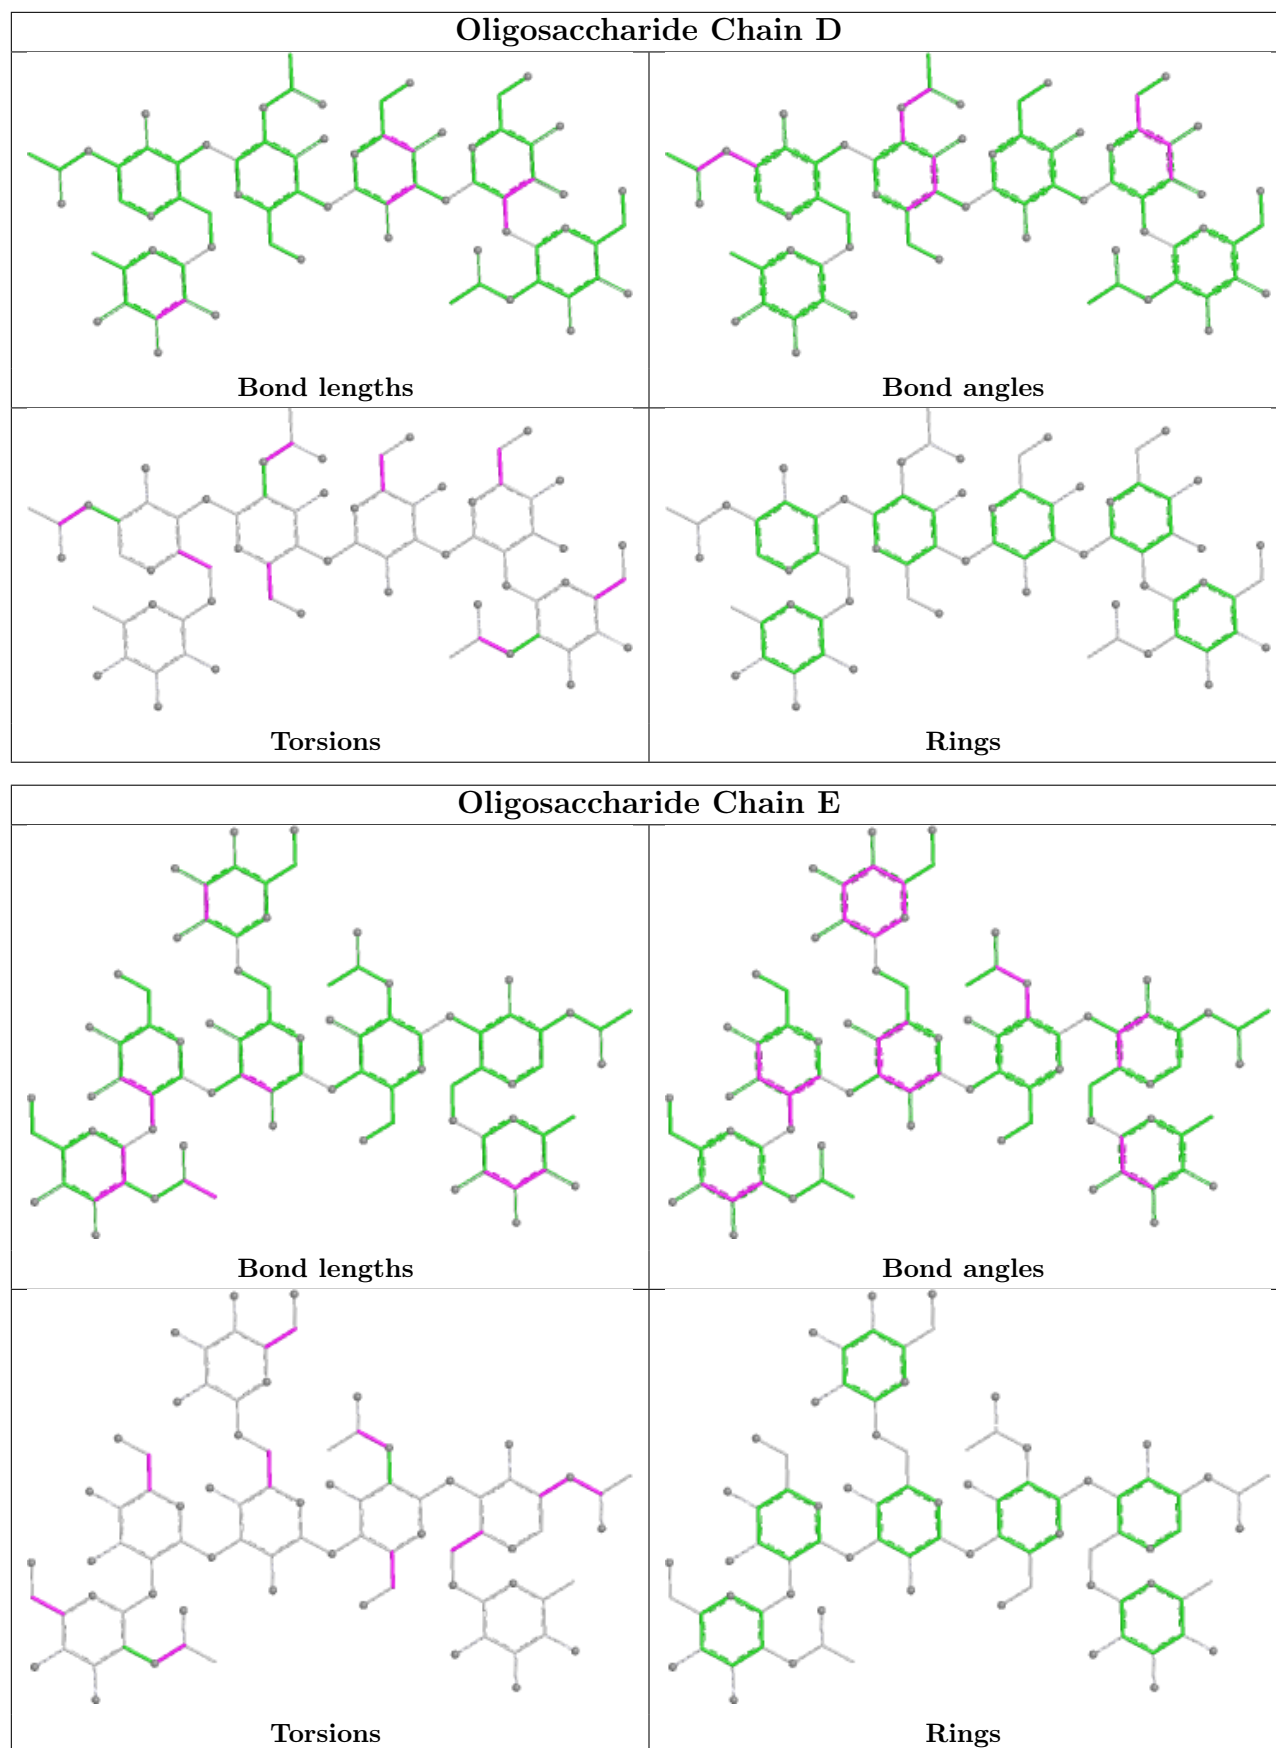 Oligosaccharide Chain D
Bond lengths
Bond angles
Torsions
Rings
Oligosaccharide Chain E
Bond lengths
Bond angles
Torsions
Rings